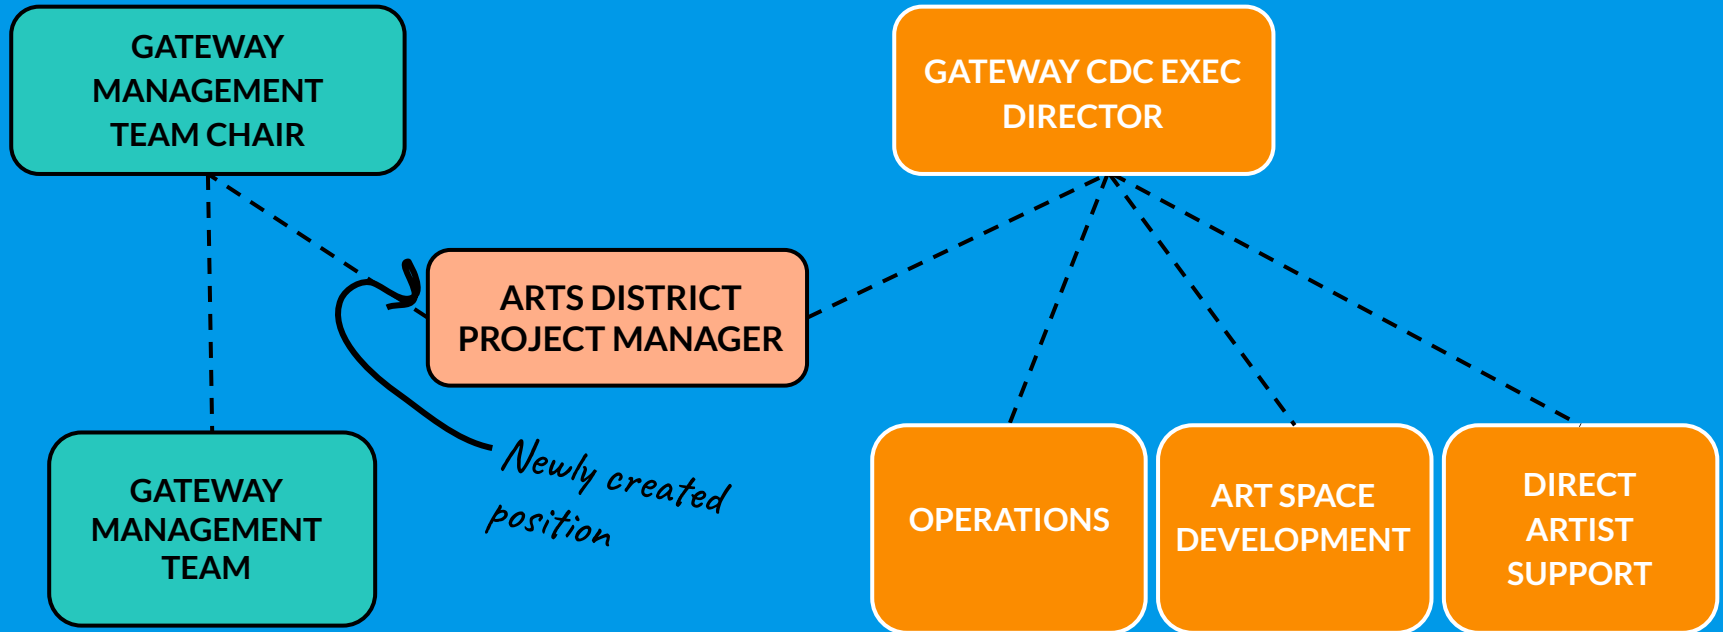 GATEWAY
MANAGEMENT
TEAM CHAIR
GATEWAY CDC EXEC
DIRECTOR
ARTS DISTRICT
PROJECT MANAGER
Newly created
position
GATEWAY
MANAGEMENT
TEAM
OPERATIONS
ART SPACE
DEVELOPMENT
DIRECT
ARTIST
SUPPORT